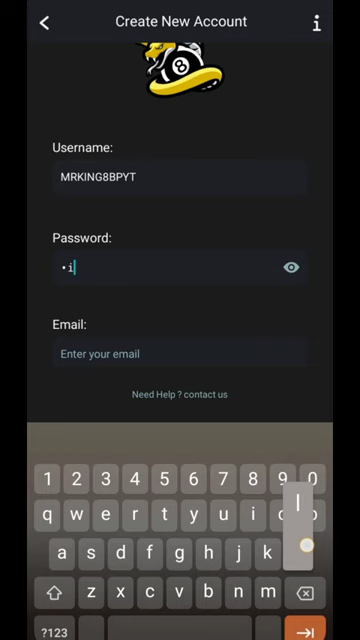 Create New Account
i
8
Username:
MRKING8BPYT
Password:
•i
Email:
Enter your email
Need Help ? contact us
1 2 3 4 5 6 7 8 9 0
q w e r t y u i o p
l
a s d f g h j k
z x c v b n m
?123